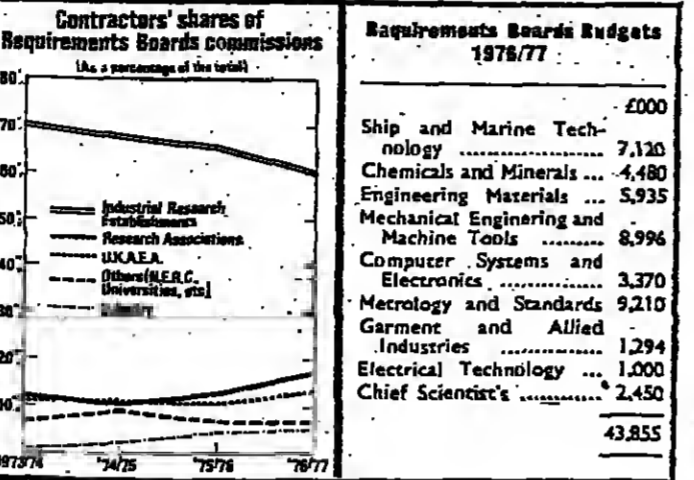 Contractors' shares of
Requirements Boards commissions
(As a percentage of the total)
80
70
60
50
40
30
20
10
Industrial Research
Establishments
Research Associations
U.K.A.E.A.
Others (N.E.R.C.
Universities, etc)
1973/74 '74/75 '75/76 '76/77
Requirements Boards Budgets
1976/77
£000
Ship and Marine Tech-
nology ..................... 7,120
Chemicals and Minerals ... 4,480
Engineering Materials ... 5,935
Mechanical Enginering and
Machine Tools ......... 8,996
Computer Systems and
Electronics ............... 3,370
Metrology and Standards 9,210
Garment and Allied
Industries ............... 1,294
Electrical Technology ... 1,000
Chief Scientist's ............ 2,450
43,855